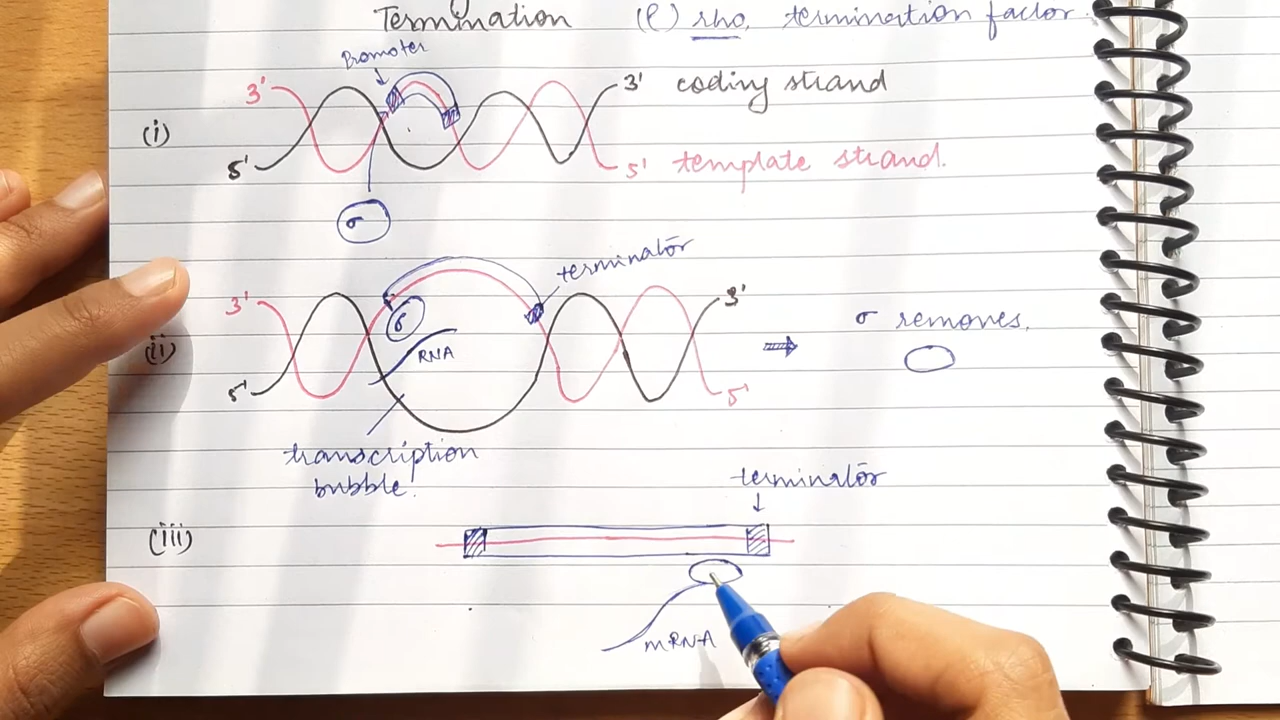 Termination (ρ) rho, termination factor.
Promoter
3' 3' coding strand
(i)
5' 5' template strand.
σ
terminator
3' 3'
σ σ removes.
(ii) RNA
5' 5'
transcription
bubble!
terminator
↓
(iii)
mRNA